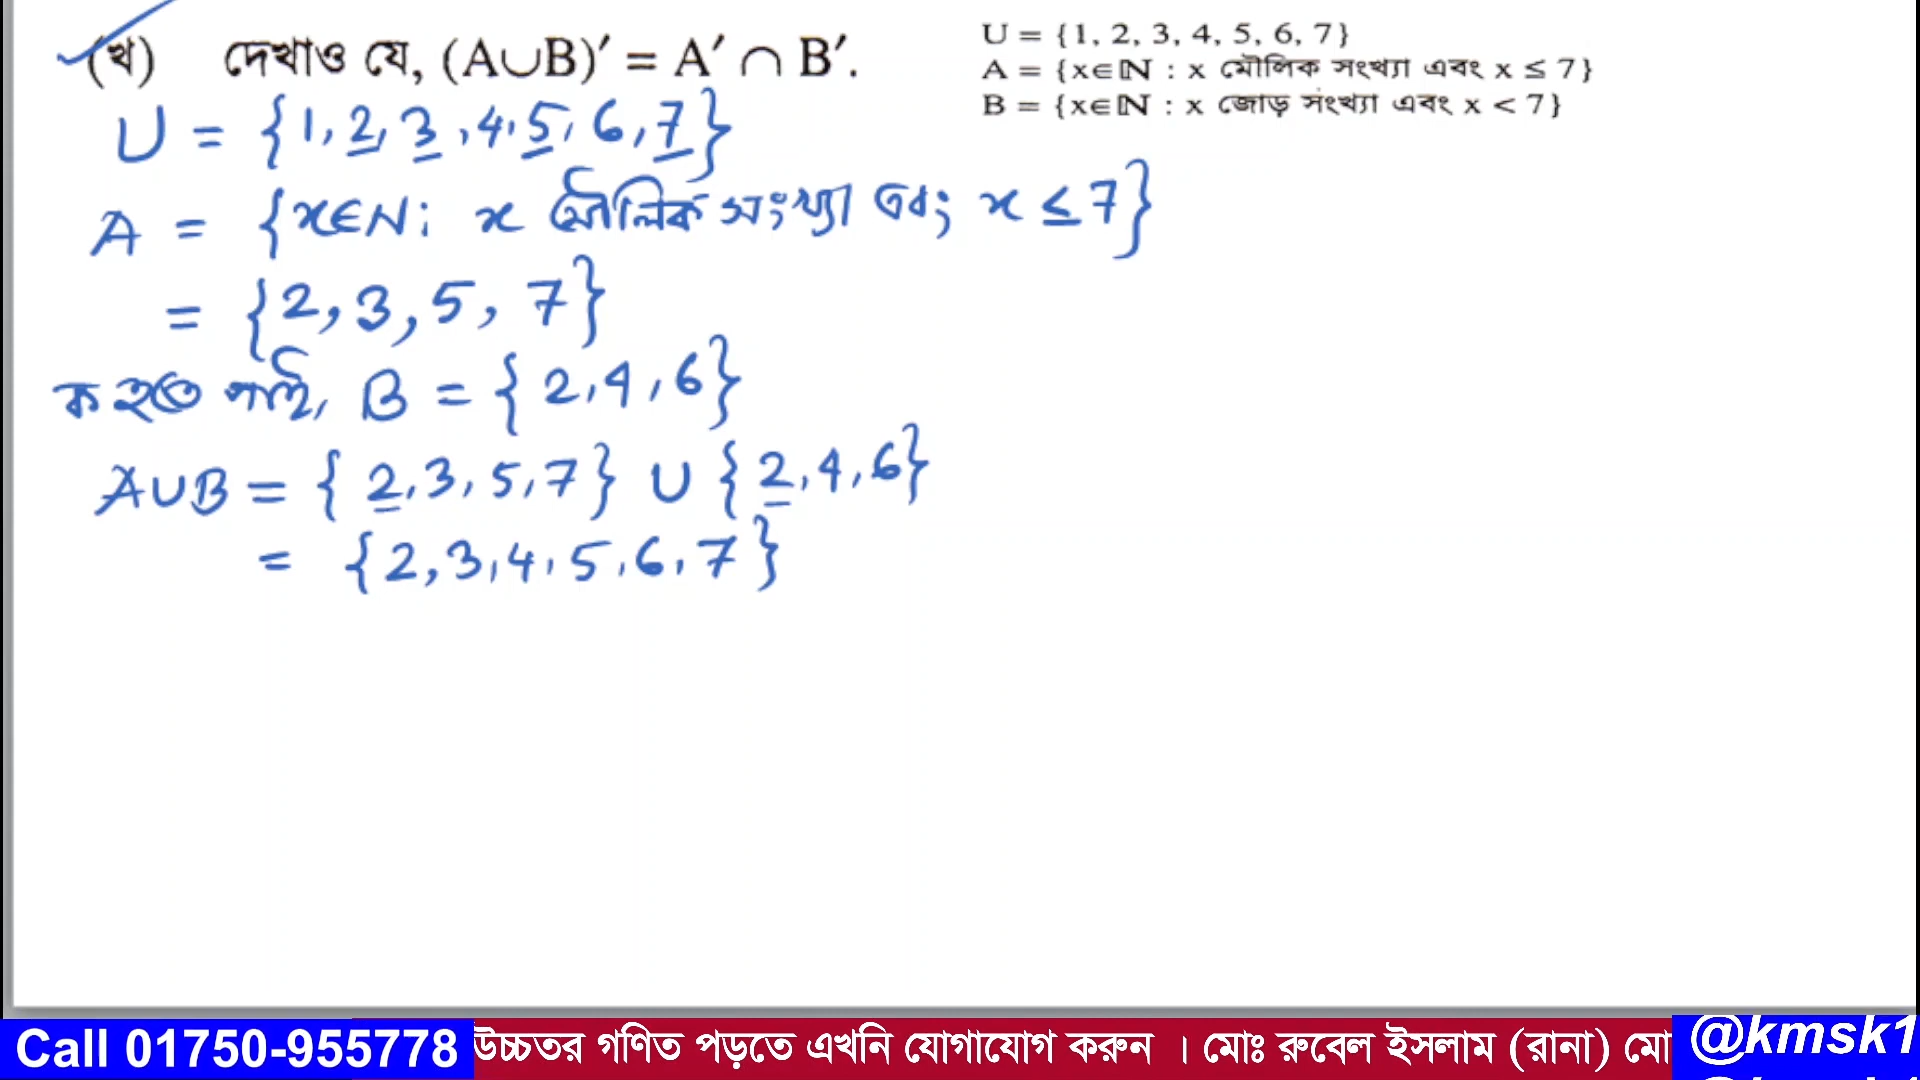 (খ) দেখাও যে, (A∪B)′ = A′ ∩ B′.
U = {1, 2, 3, 4, 5, 6, 7}
A = {x∈ℕ : x মৌলিক সংখ্যা এবং x ≤ 7}
B = {x∈ℕ : x জোড় সংখ্যা এবং x < 7}
U = {1, 2, 3, 4, 5, 6, 7}
A = {x∈N: x মৌলিক সংখ্যা এবং x ≤ 7}
= {2, 3, 5, 7}
ক হতে পাই, B = {2, 4, 6}
A∪B = {2, 3, 5, 7} ∪ {2, 4, 6}
= {2, 3, 4, 5, 6, 7}
Call 01750-955778 উচ্চতর গণিত পড়তে এখনি যোগাযোগ করুন । মোঃ রুবেল ইসলাম (রানা) মো @kmsk1